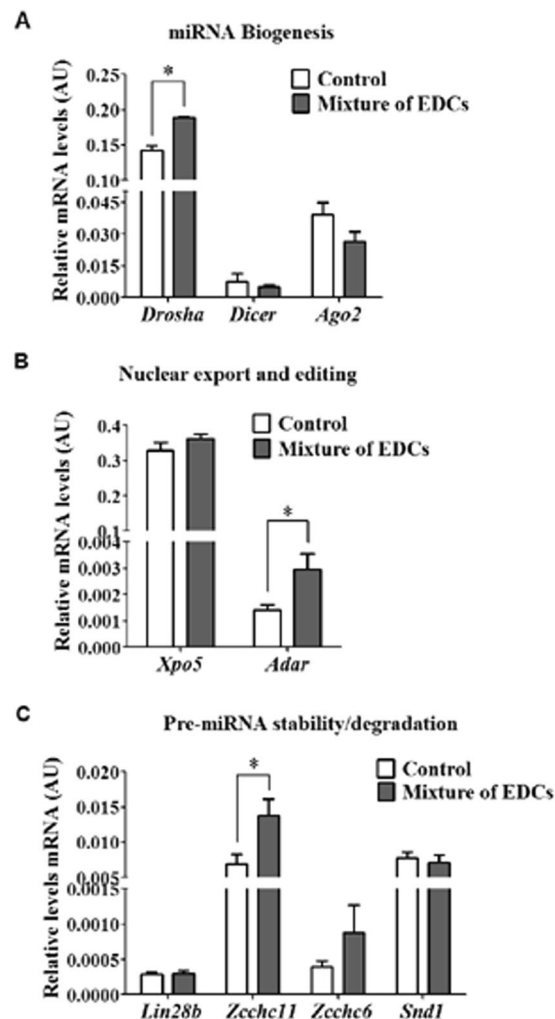 A
miRNA Biogenesis
Relative mRNA levels (AU)
0.25
0.20
0.15
0.10
0.045
0.030
0.015
0.000
*
Control
Mixture of EDCs
Drosha Dicer Ago2
B
Nuclear export and editing
Relative mRNA levels (AU)
0.4
0.3
0.2
0.1
0.004
0.003
0.002
0.001
0.000
*
Control
Mixture of EDCs
Xpo5 Adar
C
Pre-miRNA stability/degradation
Relative levels mRNA (AU)
0.020
0.015
0.010
0.005
0.0015
0.0010
0.0005
0.0000
*
Control
Mixture of EDCs
Lin28b Zcchc11 Zcchc6 Snd1